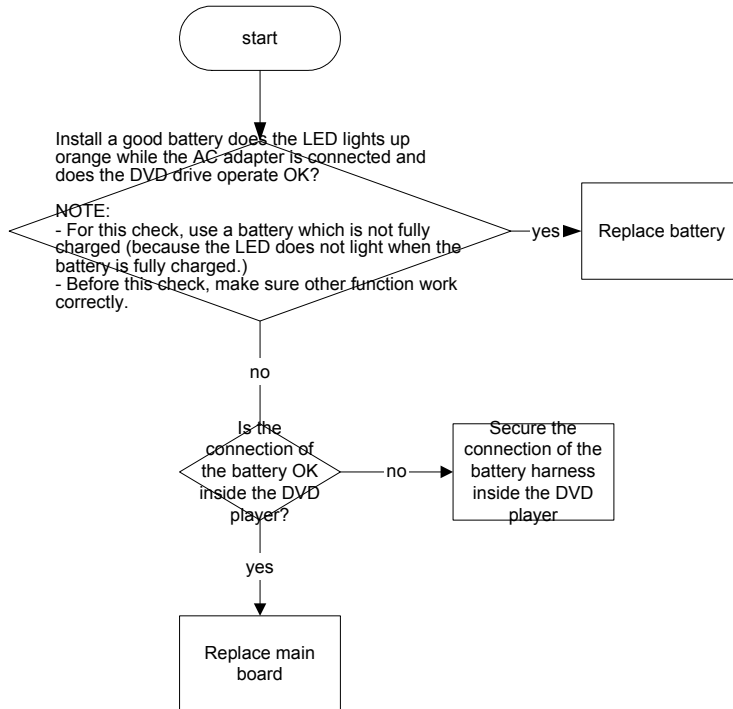 start
Install a good battery does the LED lights up
orange while the AC adapter is connected and
does the DVD drive operate OK?
NOTE:
- For this check, use a battery which is not fully
charged (because the LED does not light when the
battery is fully charged.)
- Before this check, make sure other function work
correctly.
yes
Replace battery
no
Is the
connection of
the battery OK
inside the DVD
player?
no
Secure the
connection of the
battery harness
inside the DVD
player
yes
Replace main
board